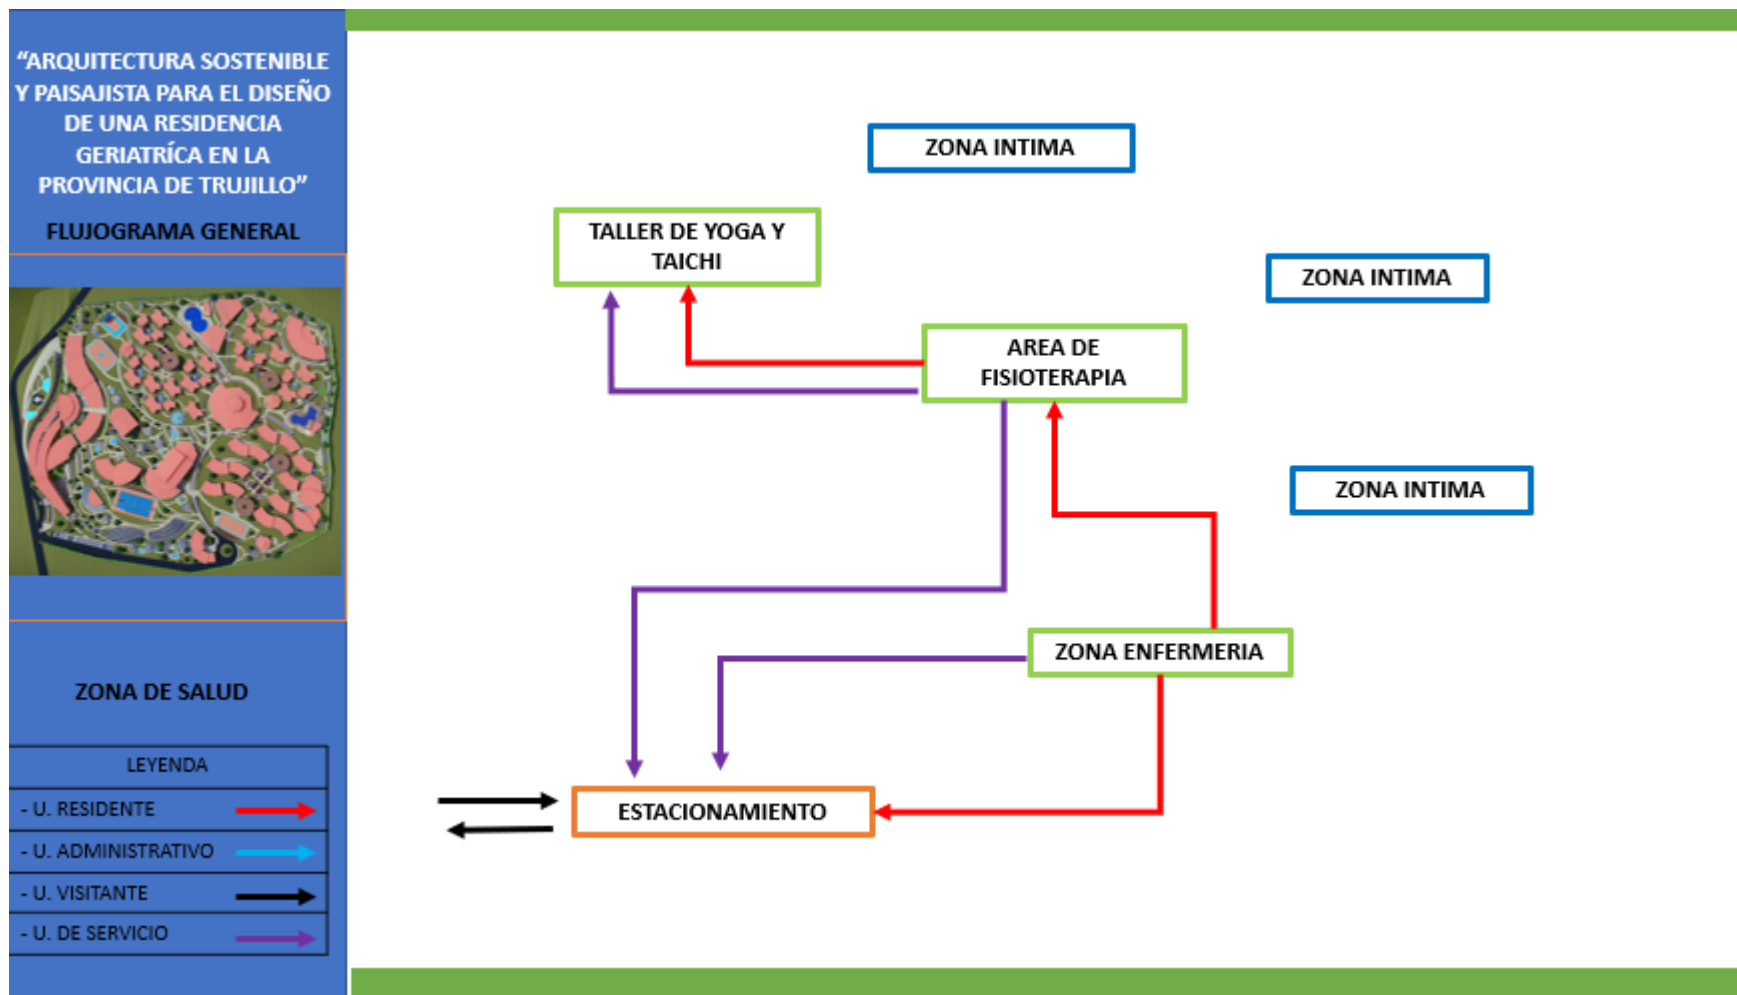 “ARQUITECTURA SOSTENIBLE
Y PAISAJISTA PARA EL DISEÑO
DE UNA RESIDENCIA
GERIATRÍCA EN LA
PROVINCIA DE TRUJILLO”
FLUJOGRAMA GENERAL
ZONA DE SALUD
LEYENDA
- U. RESIDENTE
- U. ADMINISTRATIVO
- U. VISITANTE
- U. DE SERVICIO
ZONA INTIMA
TALLER DE YOGA Y
TAICHI
ZONA INTIMA
AREA DE
FISIOTERAPIA
ZONA INTIMA
ZONA ENFERMERIA
ESTACIONAMIENTO